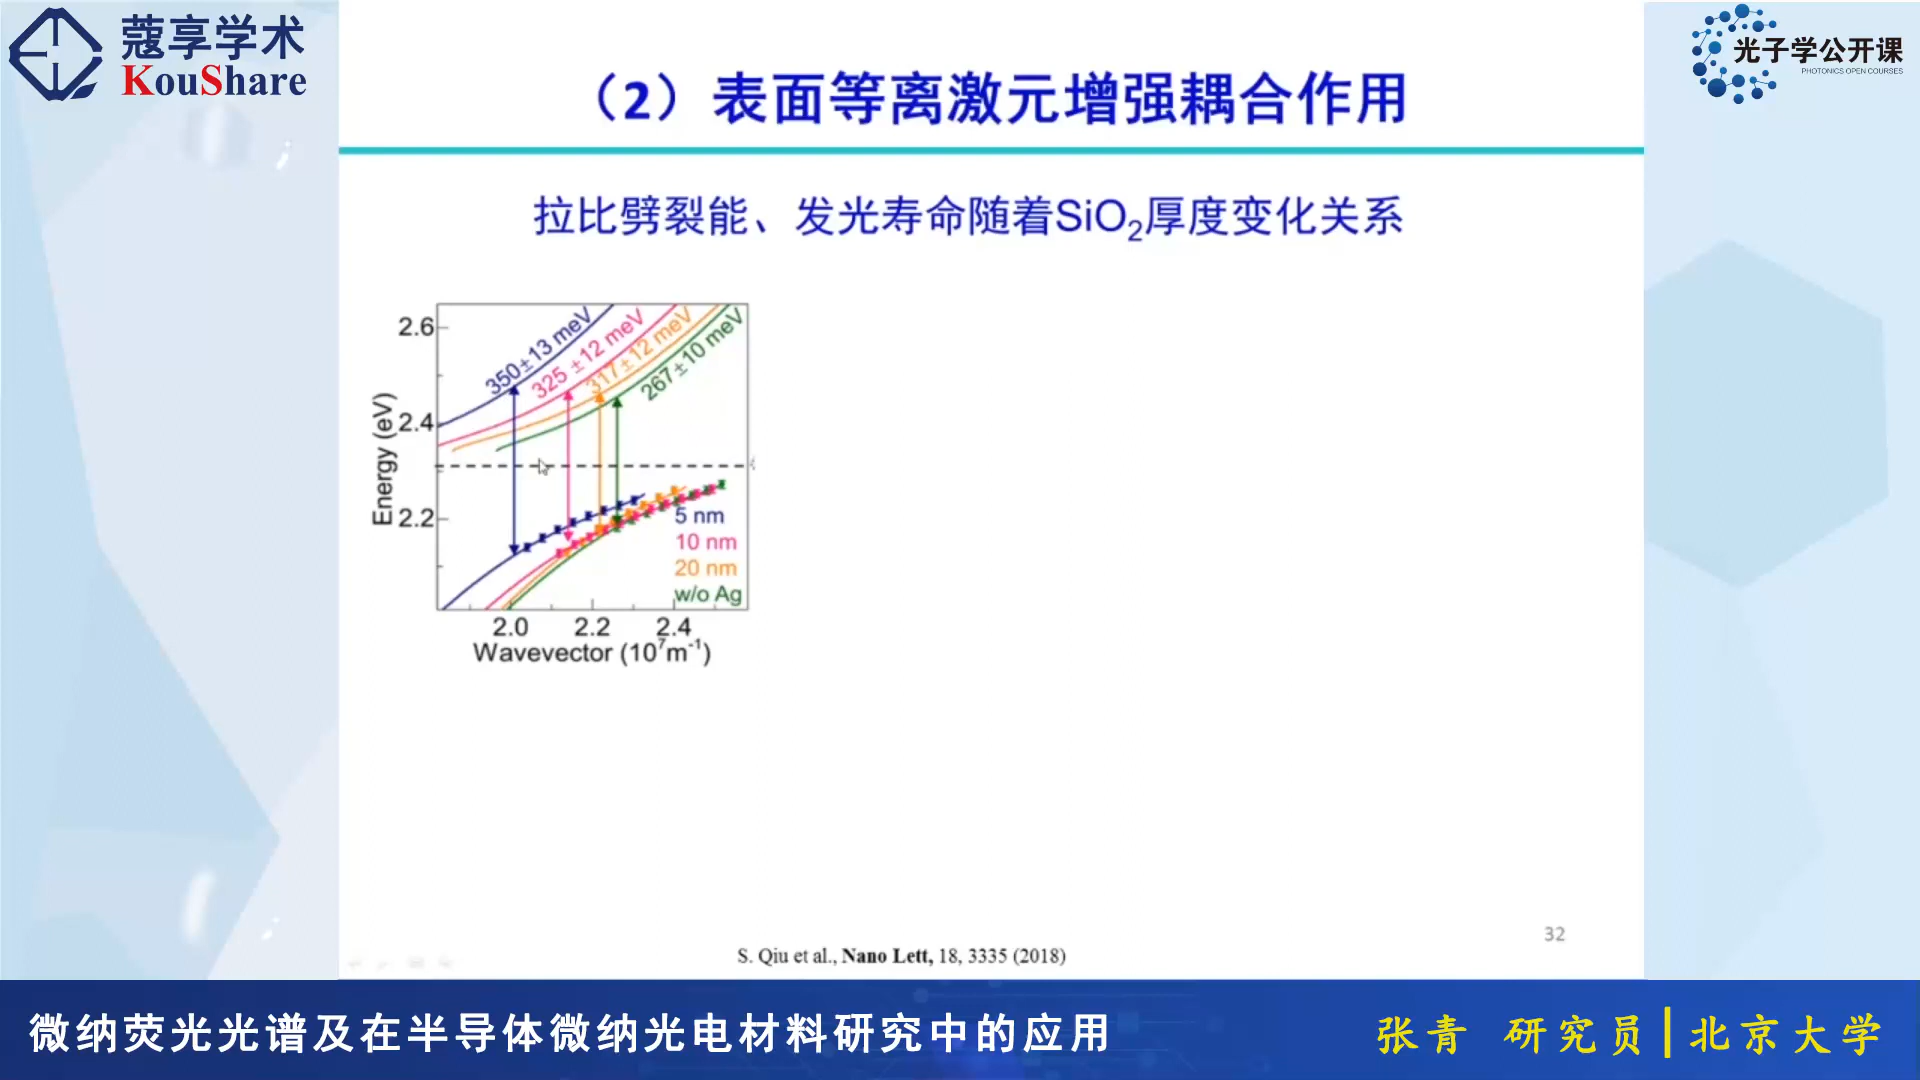 蔻享学术
KouShare
光子学公开课
PHOTONICS OPEN COURSES
（2）表面等离激元增强耦合作用
拉比劈裂能、发光寿命随着SiO₂厚度变化关系
350±13 meV
325 ±12 meV
317±12 meV
267±10 meV
2.6
2.4
2.2
Energy (eV)
5 nm
10 nm
20 nm
w/o Ag
2.0 2.2 2.4
Wavevector (10⁷m⁻¹)
32
S. Qiu et al., Nano Lett, 18, 3335 (2018)
微纳荧光光谱及在半导体微纳光电材料研究中的应用
张青 研究员|北京大学